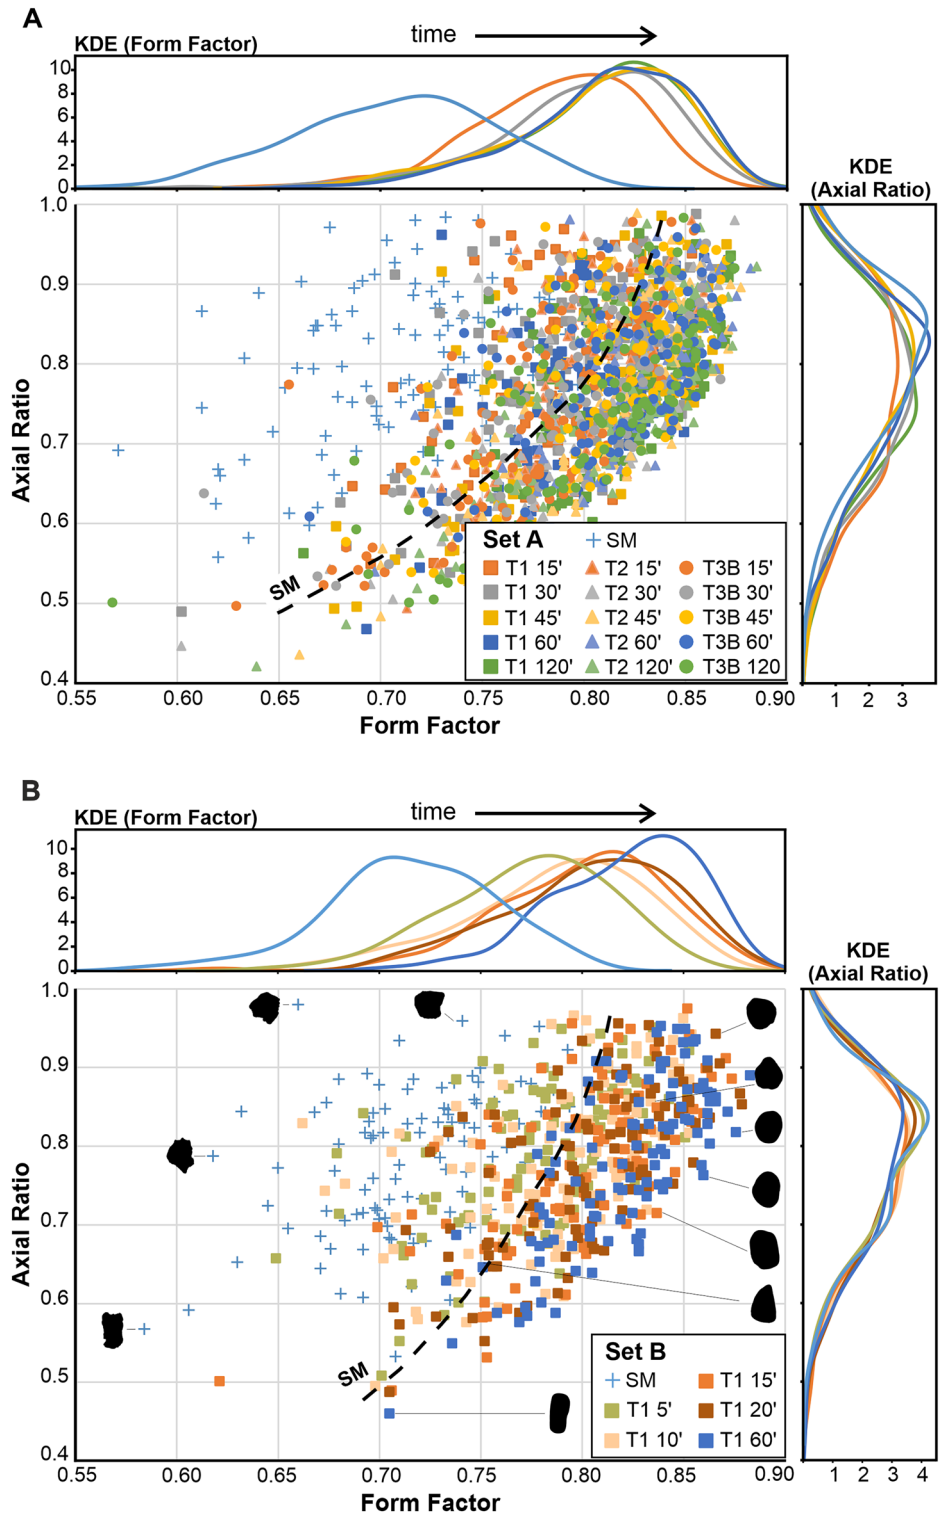 A
time
KDE (Form Factor)
10
8
6
4
2
0
KDE
(Axial Ratio)
1.0
0.9
0.8
0.7
0.6
0.5
0.4
Axial Ratio
SM
Set A
SM
T1 15' T2 15' T3B 15'
T1 30' T2 30' T3B 30'
T1 45' T2 45' T3B 45'
T1 60' T2 60' T3B 60'
T1 120' T2 120' T3B 120
0.55 0.60 0.65 0.70 0.75 0.80 0.85 0.90
1 2 3
Form Factor
B
time
KDE (Form Factor)
10
8
6
4
2
0
KDE
(Axial Ratio)
1.0
0.9
0.8
0.7
0.6
0.5
0.4
Axial Ratio
SM
Set B
SM T1 15'
T1 5' T1 20'
T1 10' T1 60'
0.55 0.60 0.65 0.70 0.75 0.80 0.85 0.90
1 2 3 4
Form Factor